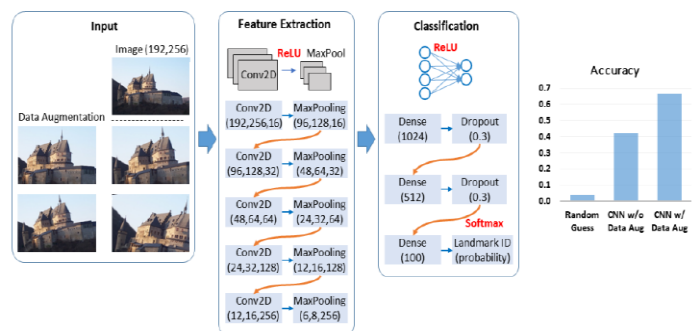 Input
Image (192,256)
Data Augmentation
Feature Extraction
ReLU MaxPool
Conv2D
Conv2D MaxPooling
(192,256,16) (96,128,16)
Conv2D MaxPooling
(96,128,32) (48,64,32)
Conv2D MaxPooling
(48,64,64) (24,32,64)
Conv2D MaxPooling
(24,32,128) (12,16,128)
Conv2D MaxPooling
(12,16,256) (6,8,256)
Classification
ReLU
Dense Dropout
(1024) (0.3)
Dense Dropout
(512) (0.3)
Softmax
Dense Landmark ID
(100) (probability)
Accuracy
0.7
0.6
0.5
0.4
0.3
0.2
0.1
0.0
Random CNN w/o CNN w/
Guess Data Aug Data Aug